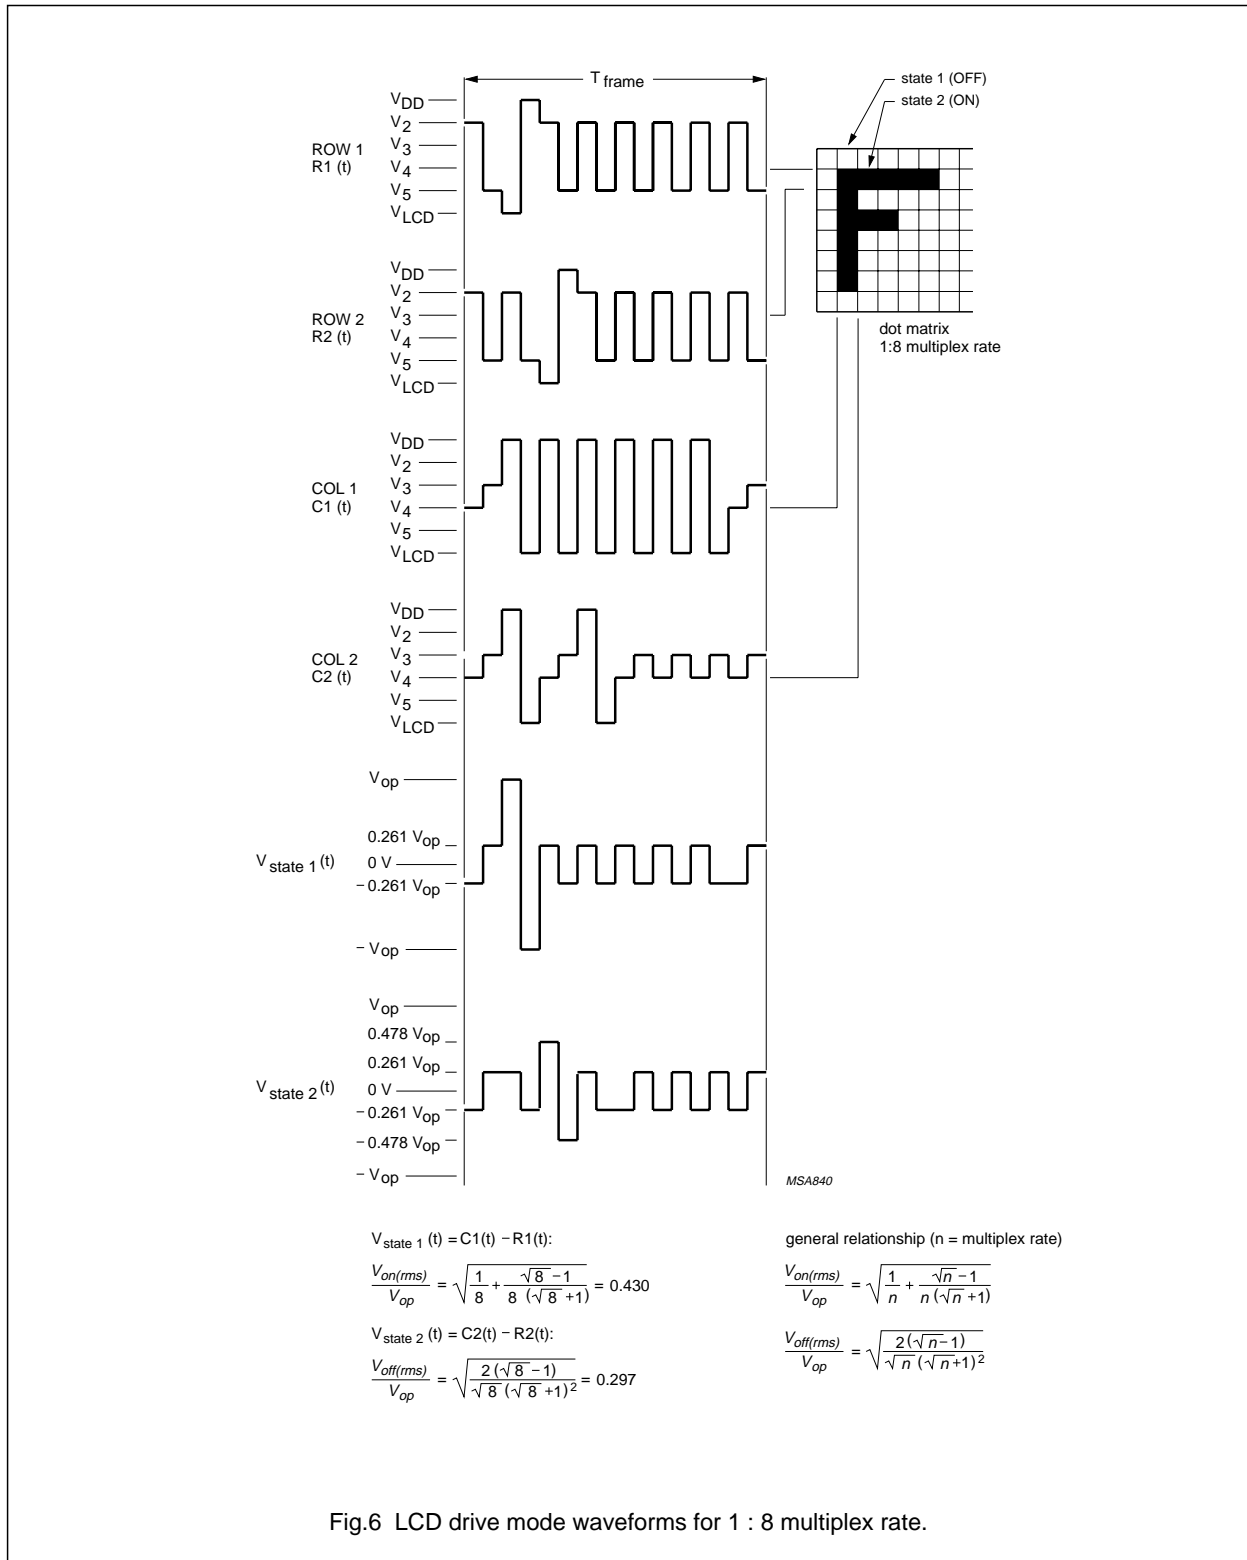 T frame
state 1 (OFF)
state 2 (ON)
ROW 1
R1 (t)
VDD
V2
V3
V4
V5
VLCD
ROW 2
R2 (t)
VDD
V2
V3
V4
V5
VLCD
dot matrix
1:8 multiplex rate
COL 1
C1 (t)
VDD
V2
V3
V4
V5
VLCD
COL 2
C2 (t)
VDD
V2
V3
V4
V5
VLCD
Vstate 1 (t)
Vop
0.261 Vop
0 V
− 0.261 Vop
− Vop
Vstate 2 (t)
Vop
0.478 Vop
0.261 Vop
0 V
− 0.261 Vop
− 0.478 Vop
− Vop
MSA840
Vstate 1 (t) = C1(t) − R1(t):
Von(rms) / Vop = √(1/8 + (√8 − 1) / (8 (√8 + 1))) = 0.430
Vstate 2 (t) = C2(t) − R2(t):
Voff(rms) / Vop = √(2 (√8 − 1) / (√8 (√8 + 1)²)) = 0.297
general relationship (n = multiplex rate)
Von(rms) / Vop = √(1/n + (√n − 1) / (n (√n + 1)))
Voff(rms) / Vop = √(2 (√n − 1) / (√n (√n + 1)²))
Fig.6 LCD drive mode waveforms for 1 : 8 multiplex rate.